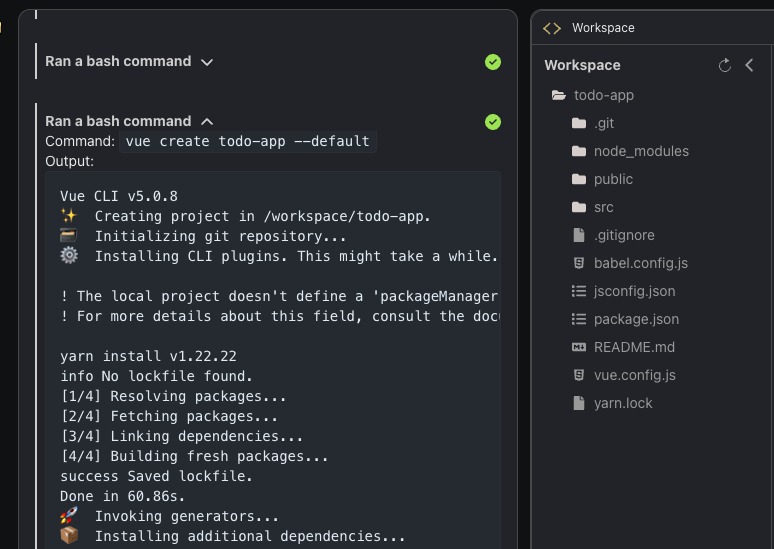 Ran a bash command
Ran a bash command
Command: vue create todo-app --default
Output:
Vue CLI v5.0.8
✨ Creating project in /workspace/todo-app.
🗃 Initializing git repository...
⚙️ Installing CLI plugins. This might take a while.
! The local project doesn't define a 'packageManager
! For more details about this field, consult the
yarn install v1.22.22
info No lockfile found.
[1/4] Resolving packages...
[2/4] Fetching packages...
[3/4] Linking dependencies...
[4/4] Building fresh packages...
success Saved lockfile.
Done in 60.86s.
🚀 Invoking generators...
📦 Installing additional dependencies...
Workspace
Workspace
todo-app
.git
node_modules
public
src
.gitignore
babel.config.js
jsconfig.json
package.json
README.md
vue.config.js
yarn.lock